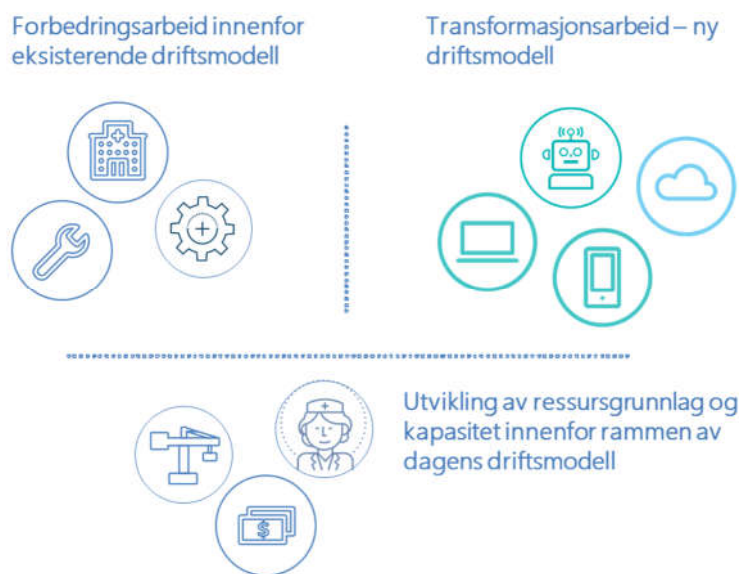 Forbedringsarbeid innenfor
eksisterende driftsmodell
Transformasjonsarbeid – ny
driftsmodell
Utvikling av ressursgrunnlag og
kapasitet innenfor rammen av
dagens driftsmodell
$